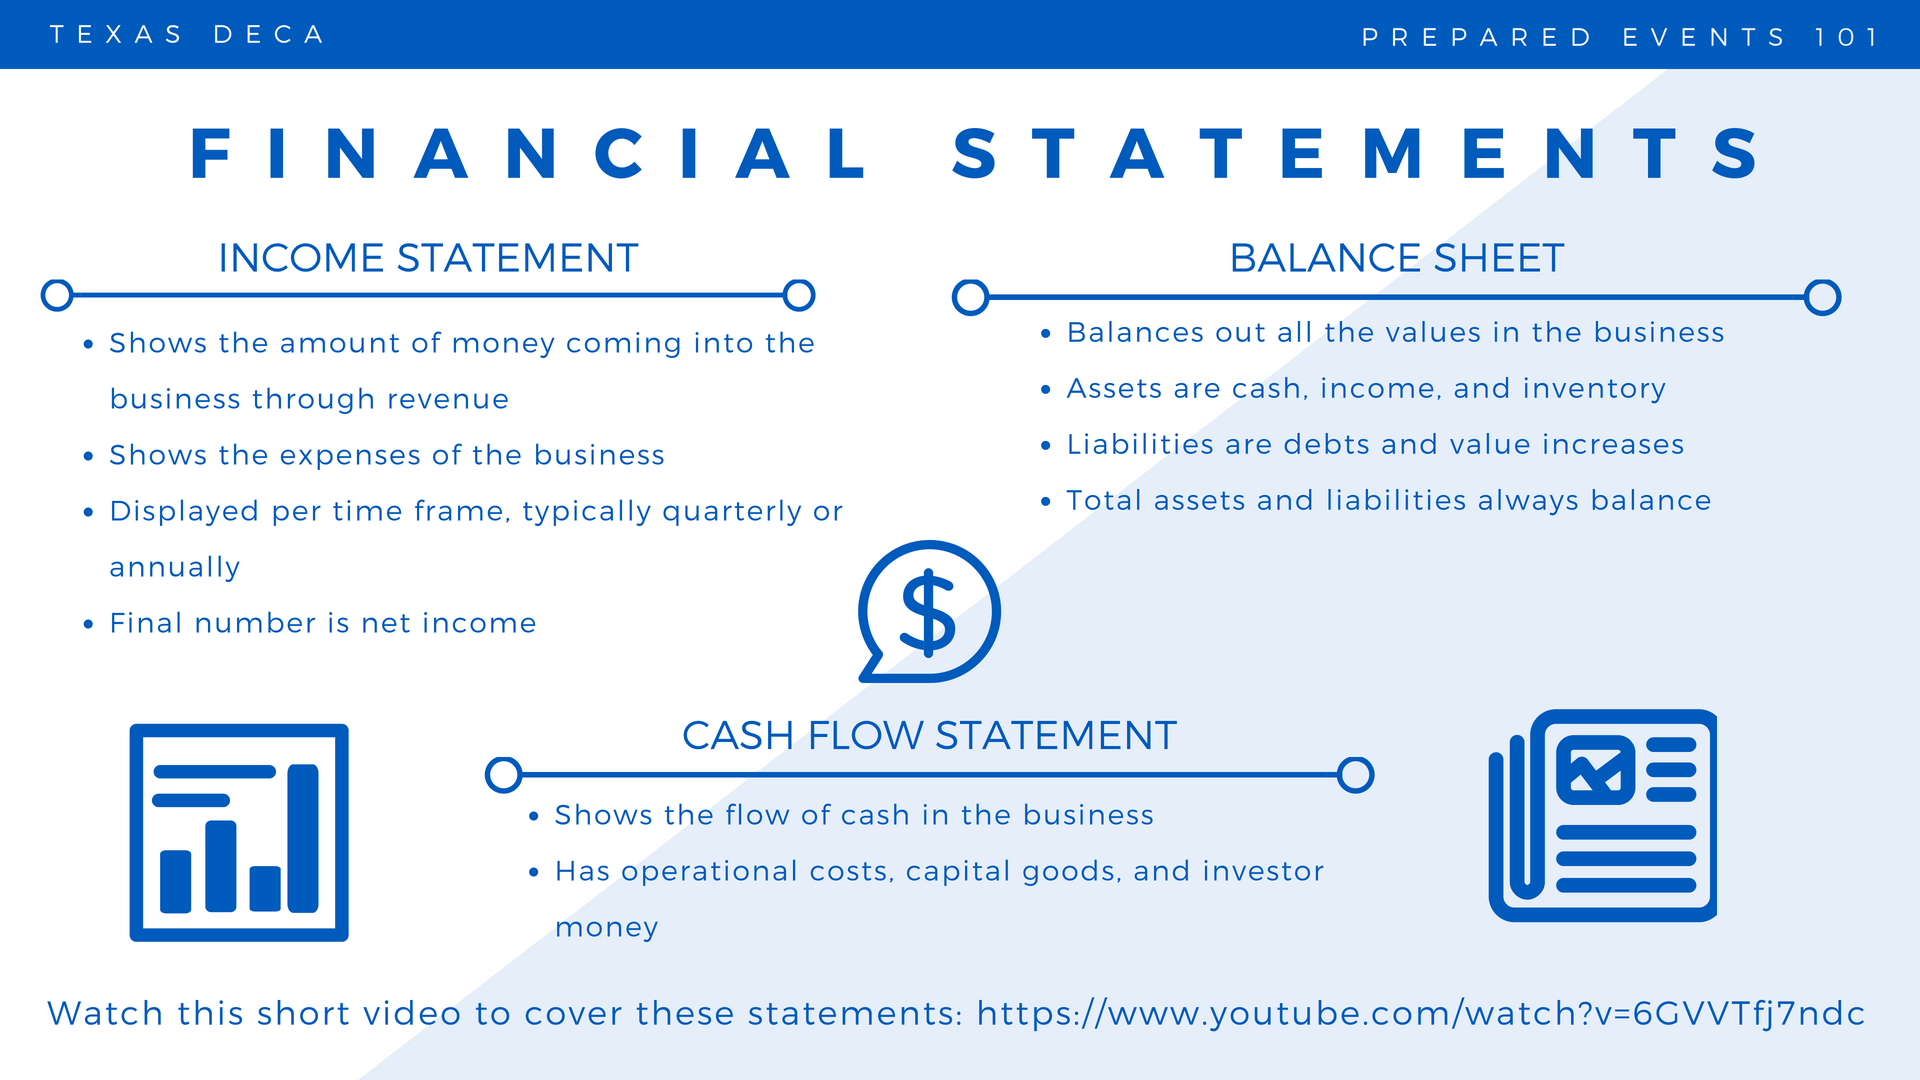 TEXAS DECA
PREPARED EVENTS 101
FINANCIAL STATEMENTS
INCOME STATEMENT
• Shows the amount of money coming into the
business through revenue
• Shows the expenses of the business
• Displayed per time frame, typically quarterly or
annually
• Final number is net income
BALANCE SHEET
• Balances out all the values in the business
• Assets are cash, income, and inventory
• Liabilities are debts and value increases
• Total assets and liabilities always balance
$
CASH FLOW STATEMENT
• Shows the flow of cash in the business
• Has operational costs, capital goods, and investor
money
Watch this short video to cover these statements: https://www.youtube.com/watch?v=6GVVTfj7ndc